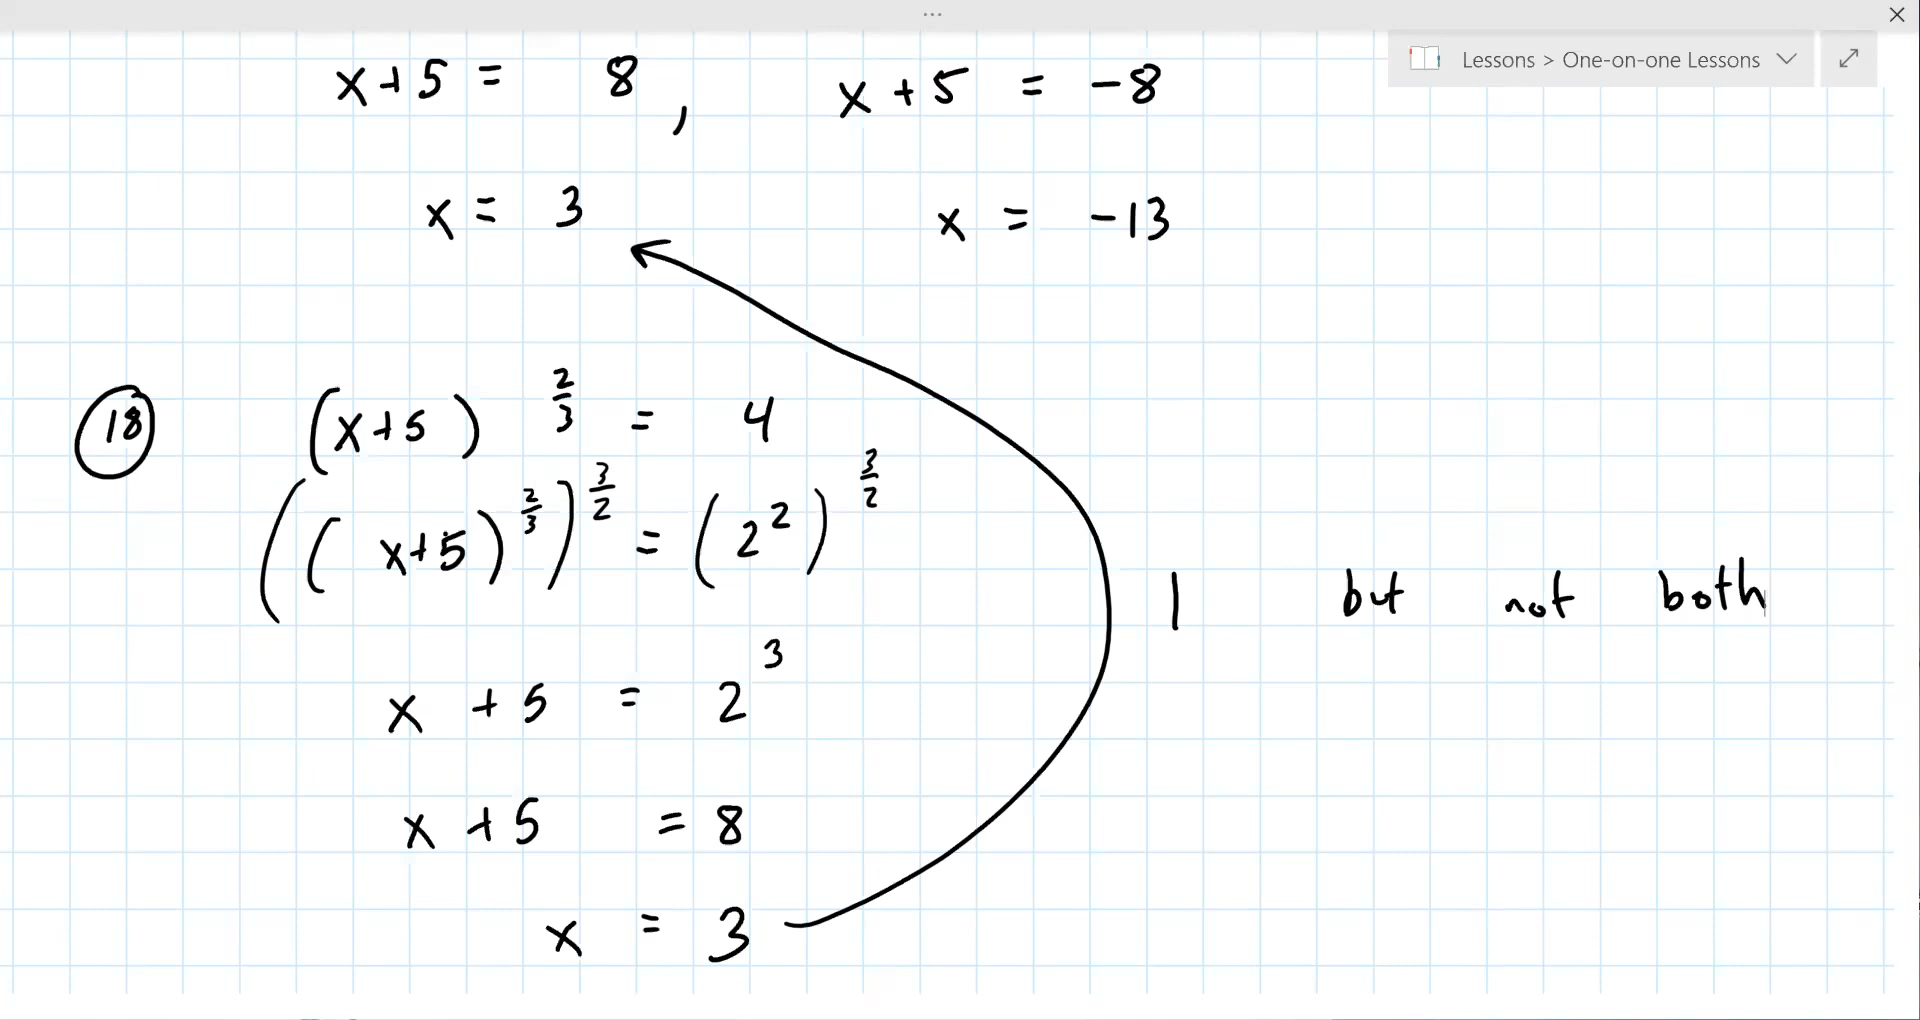 Lessons > One-on-one Lessons
x+5 = 8, x+5 = -8
x = 3 x = -13
18 (x+5)^{2/3} = 4
((x+5)^{2/3})^{3/2} = (2^2)^{3/2}
1 but not both
x + 5 = 2^3
x + 5 = 8
x = 3